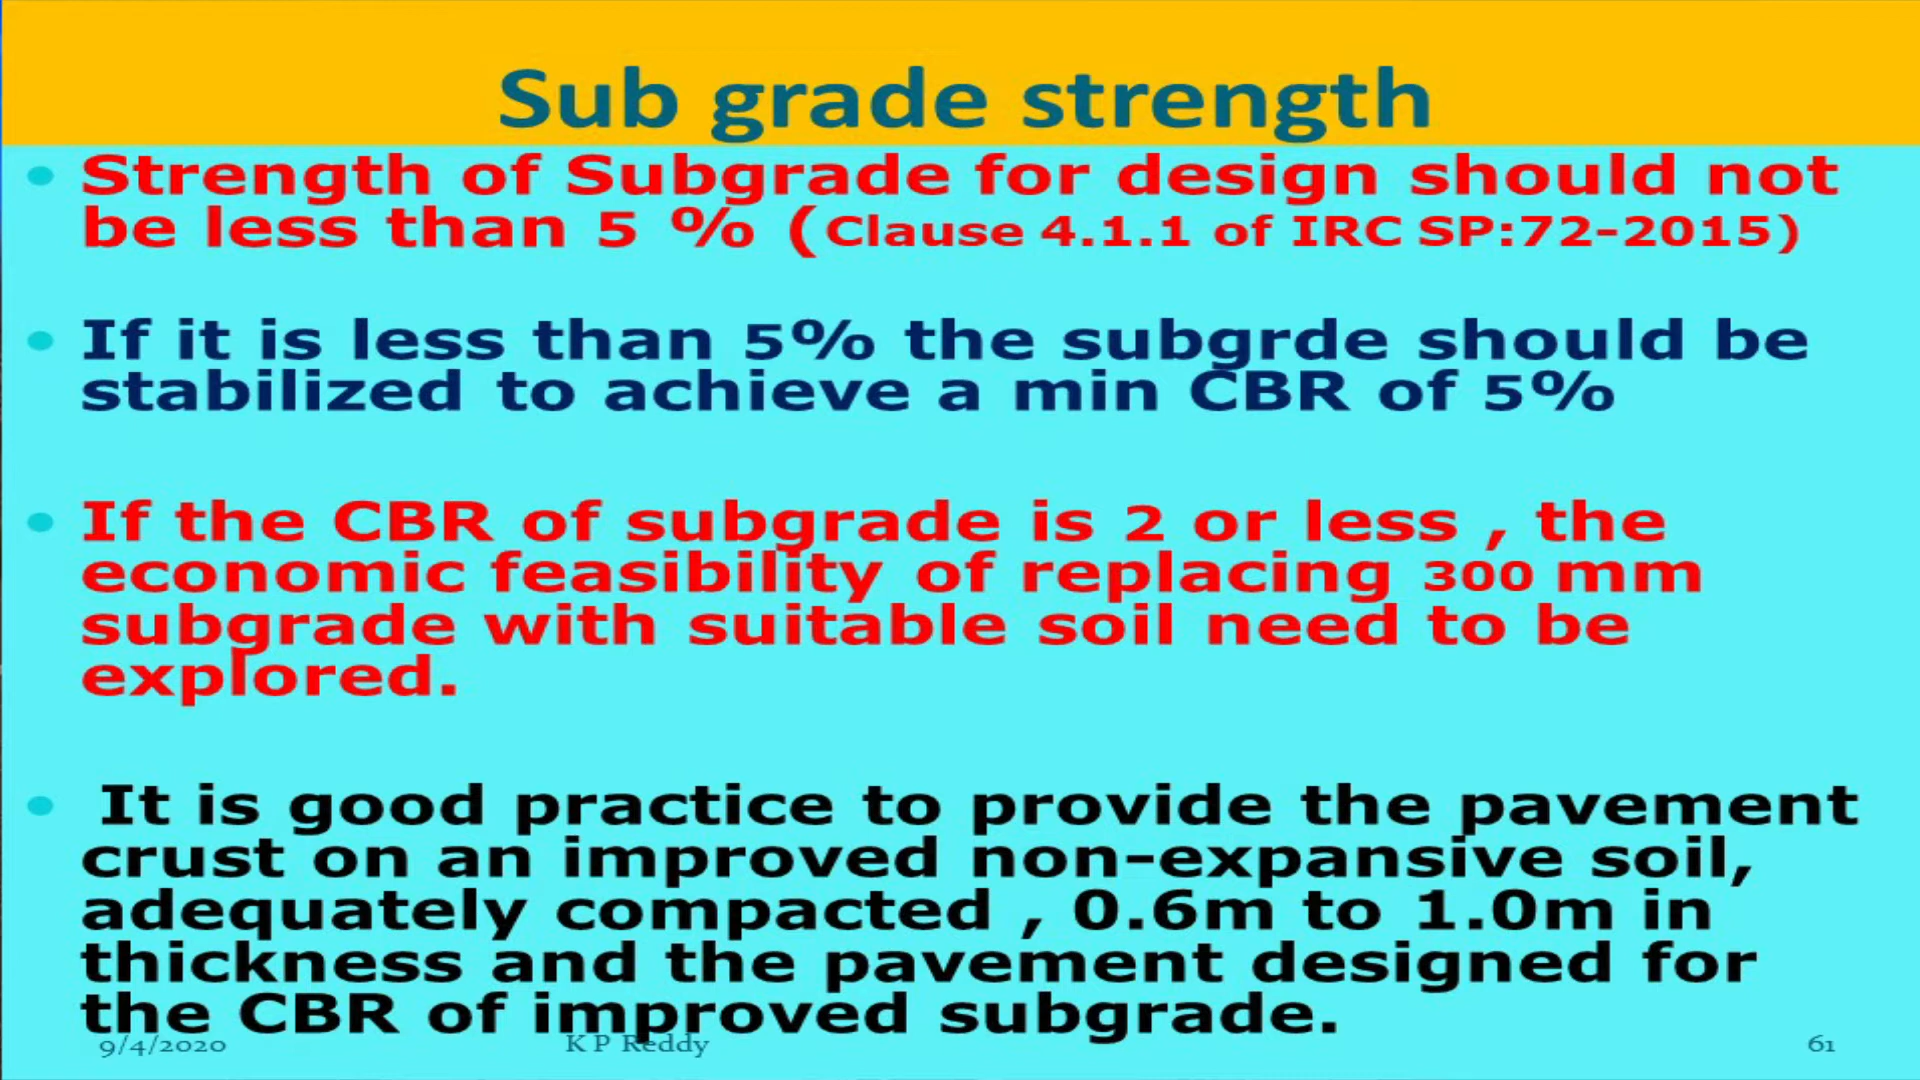 Sub grade strength
• Strength of Subgrade for design should not
be less than 5 % (Clause 4.1.1 of IRC SP:72-2015)
• If it is less than 5% the subgrde should be
stabilized to achieve a min CBR of 5%
• If the CBR of subgrade is 2 or less , the
economic feasibility of replacing 300 mm
subgrade with suitable soil need to be
explored.
• It is good practice to provide the pavement
crust on an improved non-expansive soil,
adequately compacted , 0.6m to 1.0m in
thickness and the pavement designed for
the CBR of improved subgrade.
9/4/2020 K P Reddy 61